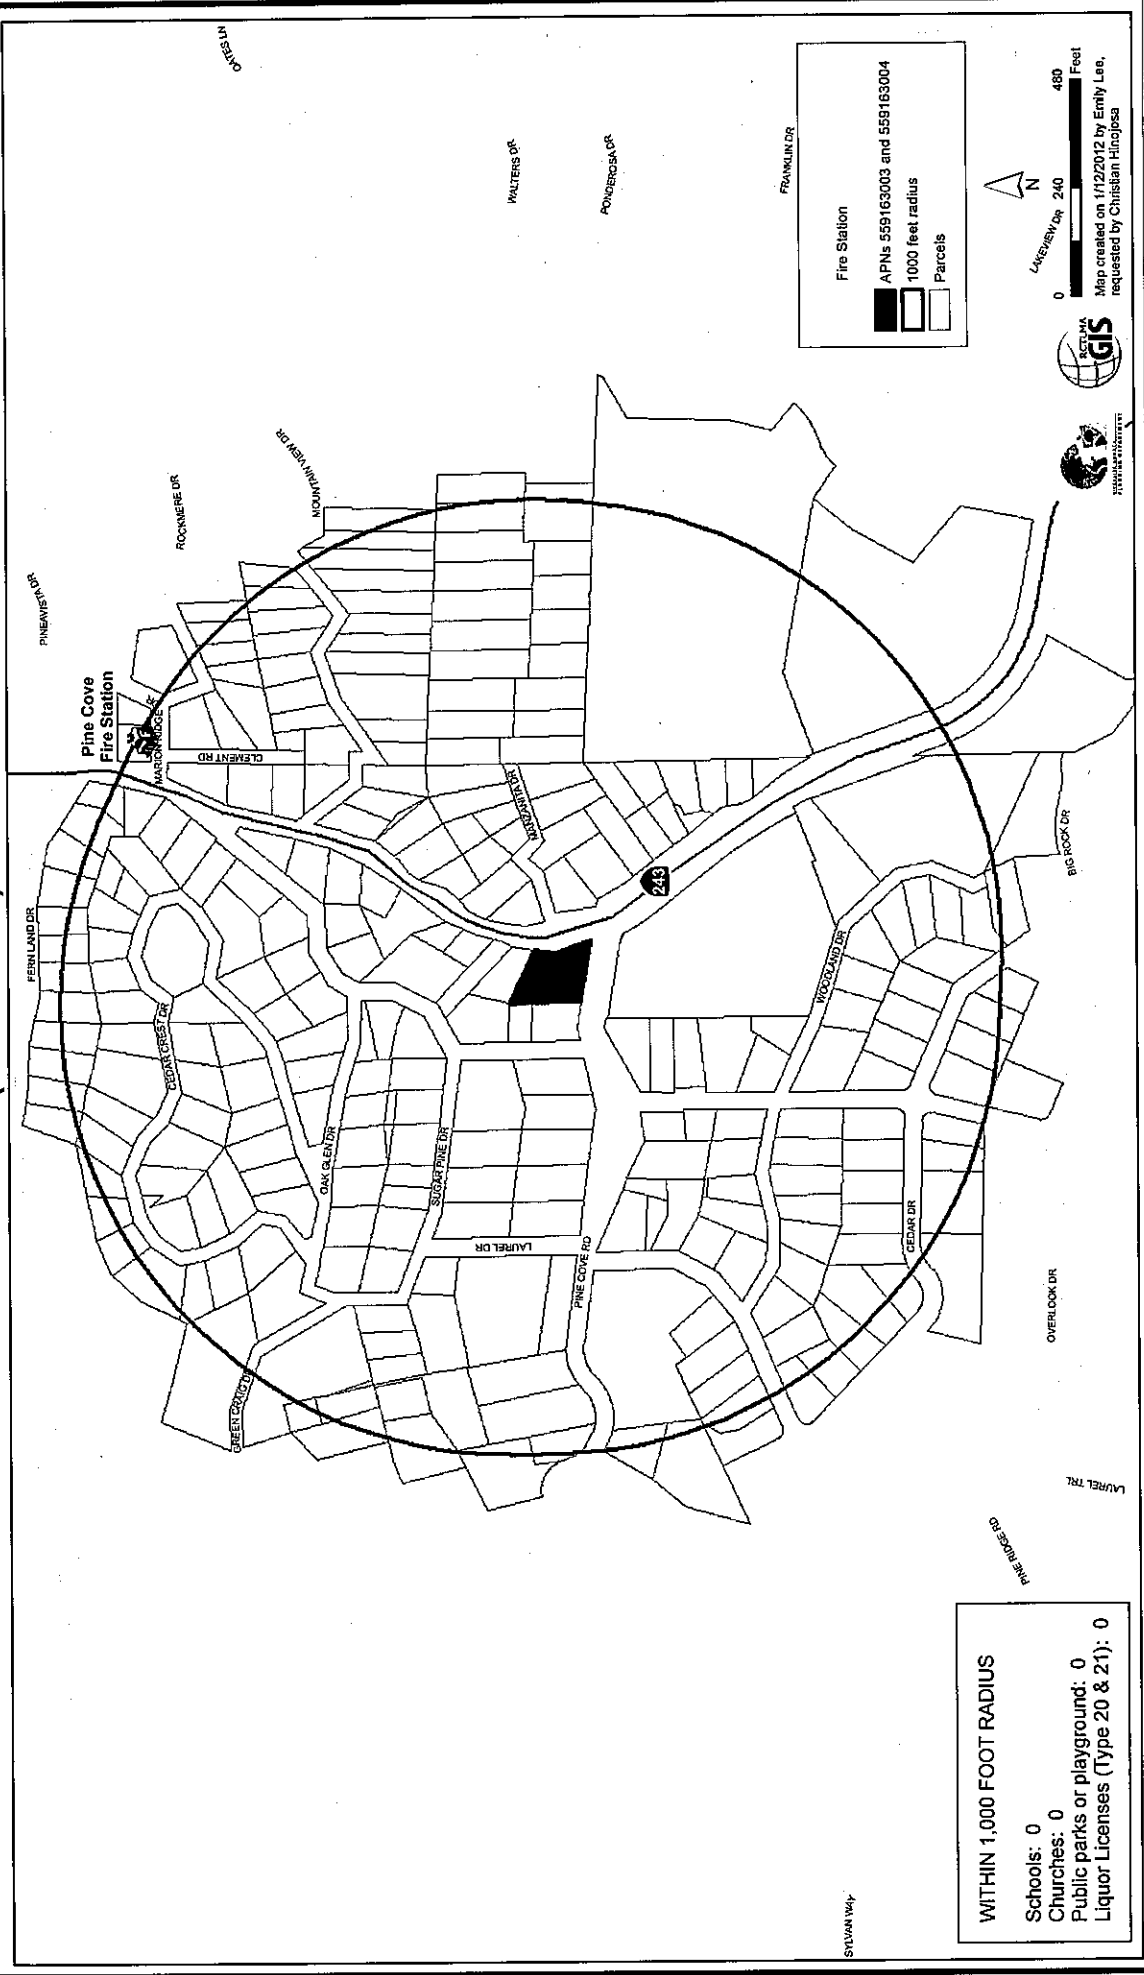 OATES LN
PINEAVISTA DR
ROCKMERE DR
MOUNTAIN VIEW DR
WALTERS DR
PONDEROSA DR
FRANKLIN DR
LAKEVIEW DR
Pine Cove
Fire Station
MARION RIDGE DR
CLEMENT RD
FERN LAND DR
CEDAR CREST DR
MANZANITA DR
243
OAK GLEN DR
SUGAR PINE DR
LAUREL DR
PINE COVE RD
GREEN CRAIG DR
WOODLAND DR
BIG ROCK DR
CEDAR DR
OVERLOOK DR
LAUREL TRL
PINE RIDGE RD
SYLVAN WAY
WITHIN 1,000 FOOT RADIUS
Schools: 0
Churches: 0
Public parks or playground: 0
Liquor Licenses (Type 20 & 21): 0
Fire Station
APNs 559163003 and 559163004
1000 feet radius
Parcels
N
0 240 480
Feet
RCTLMA
GIS
Map created on 1/12/2012 by Emily Lee,
requested by Christian Hinojosa